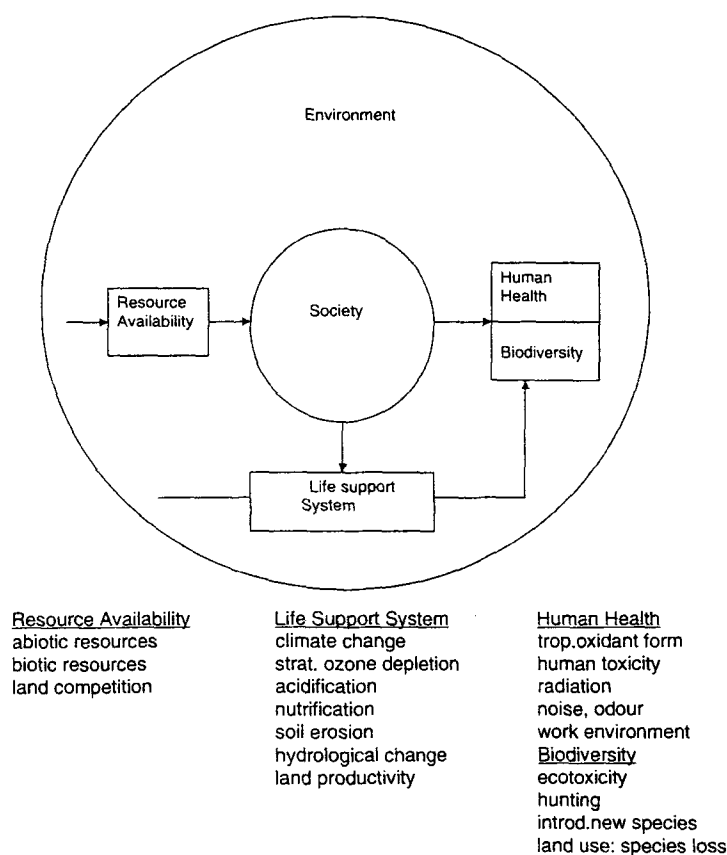 Environment
Resource
Availability
Society
Human
Health
Biodiversity
Life support
System
Resource Availability
abiotic resources
biotic resources
land competition
Life Support System
climate change
strat. ozone depletion
acidification
nutrification
soil erosion
hydrological change
land productivity
Human Health
trop.oxidant form
human toxicity
radiation
noise, odour
work environment
Biodiversity
ecotoxicity
hunting
introd.new species
land use: species loss